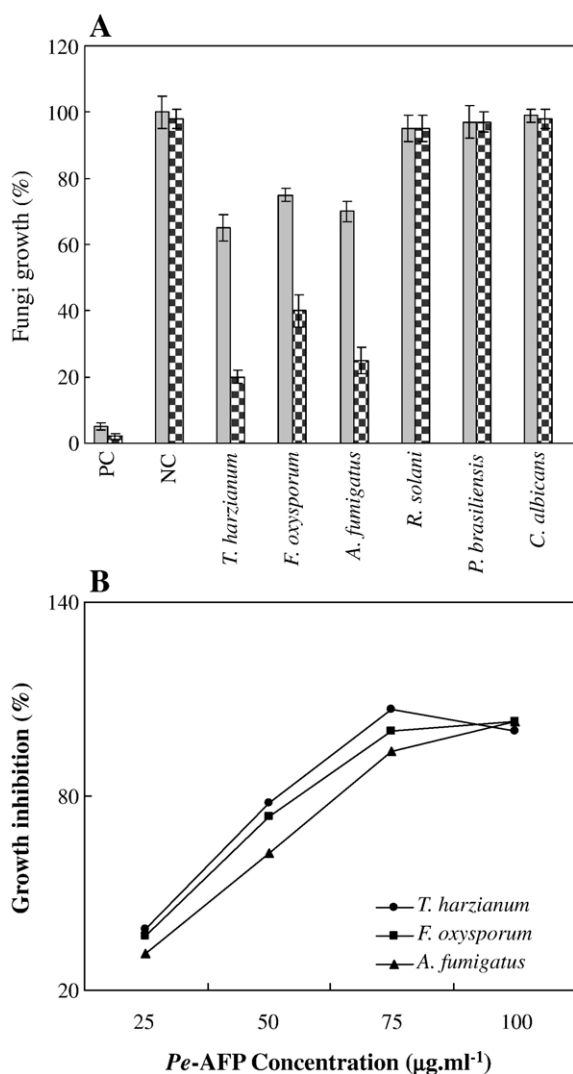 A
Fungi growth (%)
120
100
80
60
40
20
0
PC
NC
T. harzianum
F. oxysporum
A. fumigatus
R. solani
P. brasiliensis
C. albicans
B
Growth inhibition (%)
140
80
20
T. harzianum
F. oxysporum
A. fumigatus
25 50 75 100
Pe-AFP Concentration (µg.ml⁻¹)